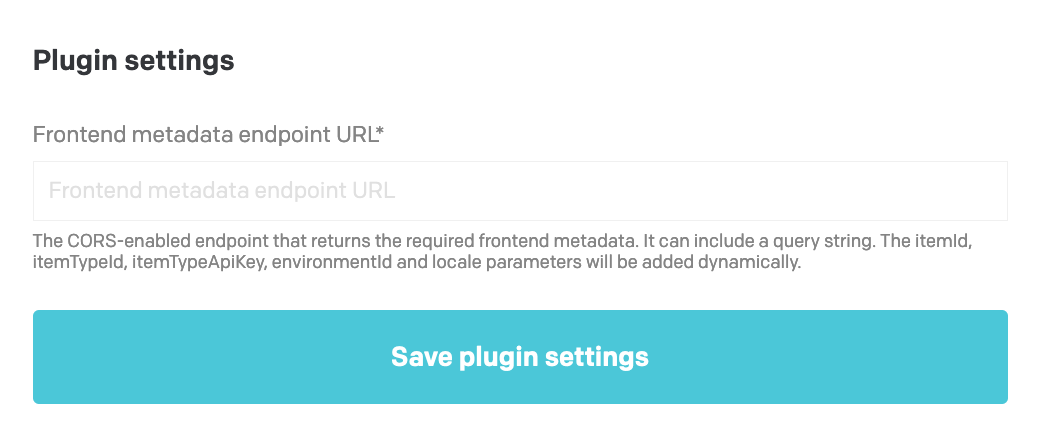 Plugin settings
Frontend metadata endpoint URL*
Frontend metadata endpoint URL
The CORS-enabled endpoint that returns the required frontend metadata. It can include a query string. The itemId,
itemTypeId, itemTypeApiKey, environmentId and locale parameters will be added dynamically.
Save plugin settings